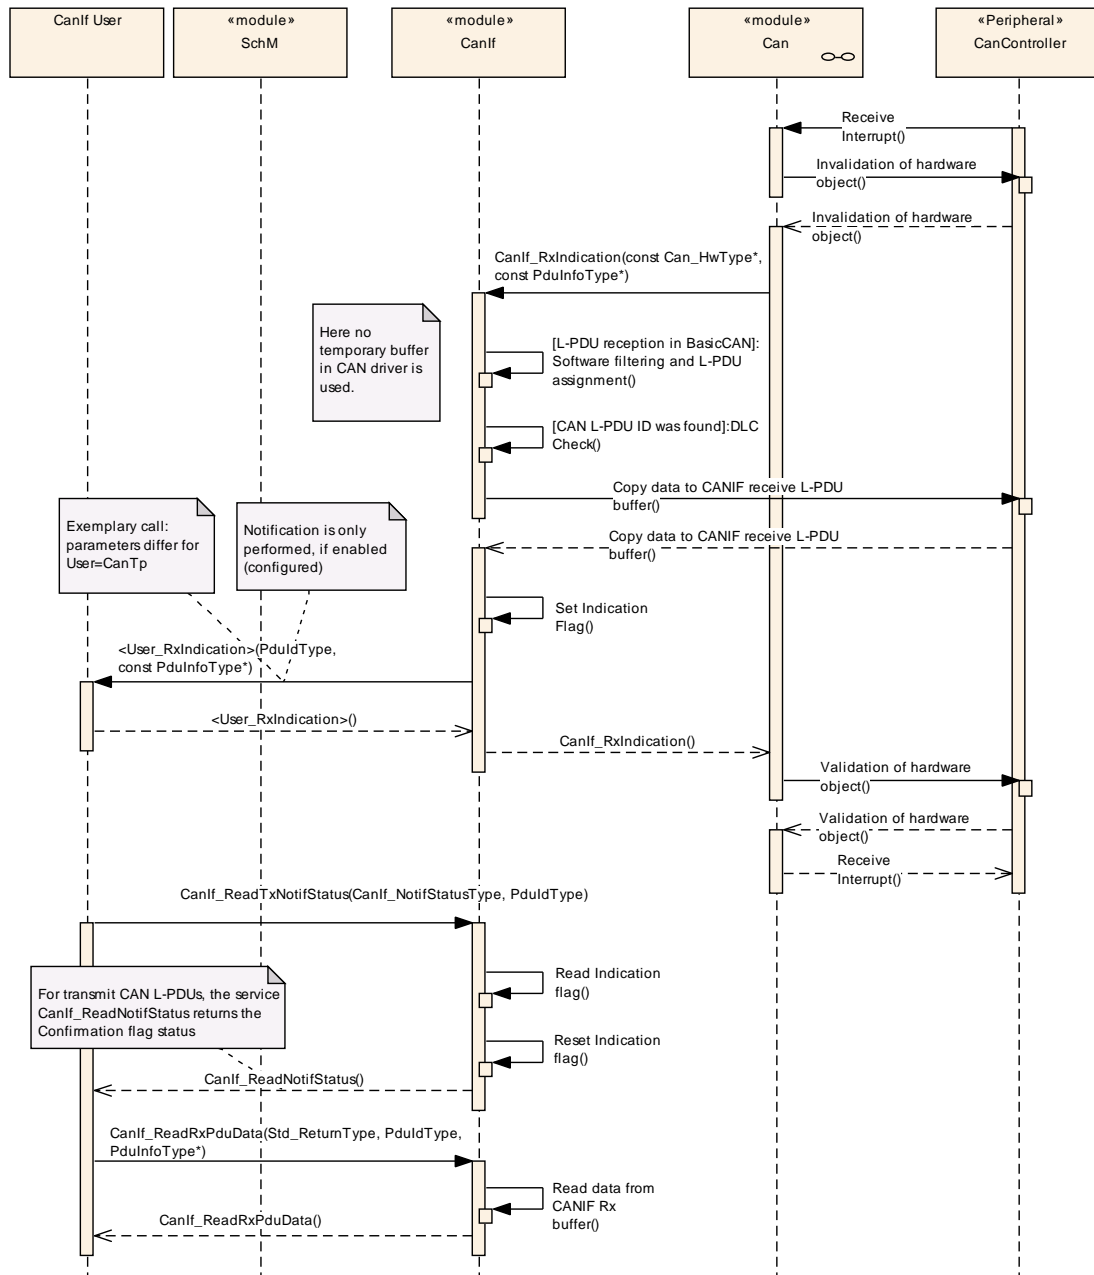 CanIf User
«module»
SchM
«module»
CanIf
«module»
Can
«Peripheral»
CanController
Receive
Interrupt()
Invalidation of hardware
object()
Invalidation of hardware
object()
CanIf_RxIndication(const Can_HwType*,
const PduInfoType*)
Here no
temporary buffer
in CAN driver is
used.
[L-PDU reception in BasicCAN]:
Software filtering and L-PDU
assignment()
[CAN L-PDU ID was found]:DLC
Check()
Copy data to CANIF receive L-PDU
buffer()
Exemplary call:
parameters differ for
User=CanTp
Notification is only
performed, if enabled
(configured)
Copy data to CANIF receive L-PDU
buffer()
Set Indication
Flag()
<User_RxIndication>(PduIdType,
const PduInfoType*)
<User_RxIndication>()
CanIf_RxIndication()
Validation of hardware
object()
Validation of hardware
object()
Receive
Interrupt()
CanIf_ReadTxNotifStatus(CanIf_NotifStatusType, PduIdType)
Read Indication
flag()
For transmit CAN L-PDUs, the service
CanIf_ReadNotifStatus returns the
Confirmation flag status
Reset Indication
flag()
CanIf_ReadNotifStatus()
CanIf_ReadRxPduData(Std_ReturnType, PduIdType,
PduInfoType*)
Read data from
CANIF Rx
buffer()
CanIf_ReadRxPduData()